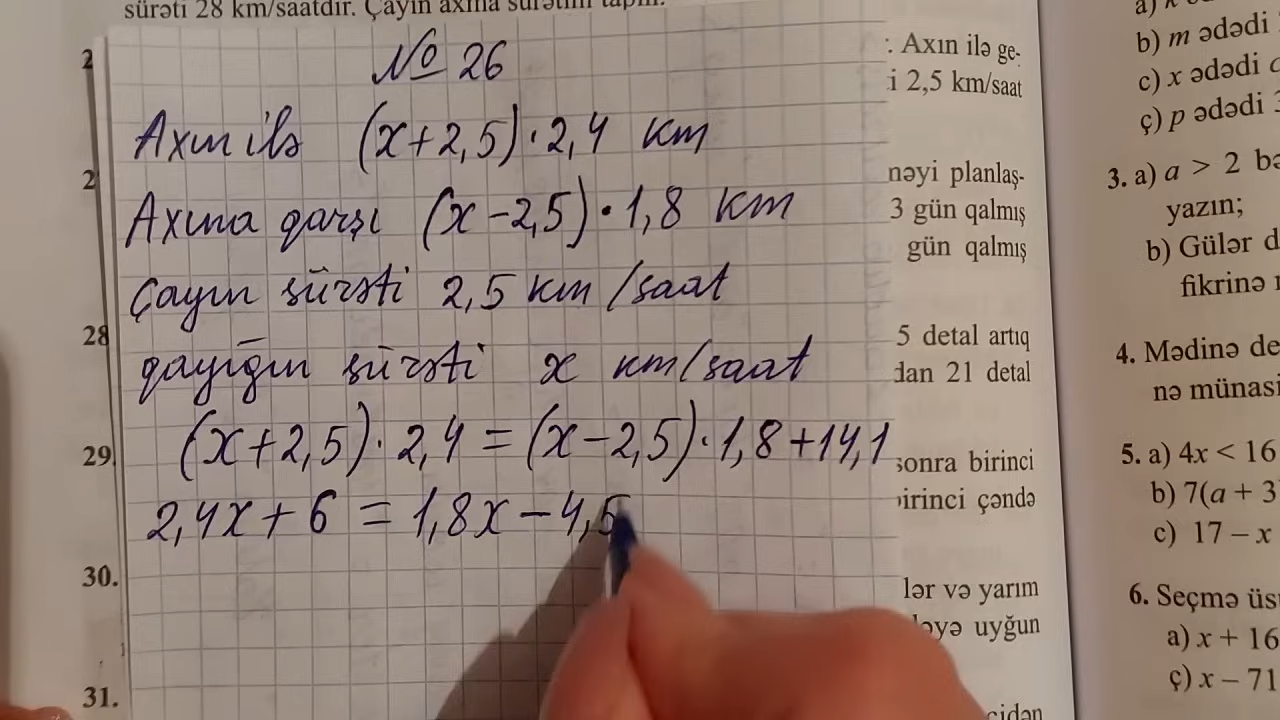 sürəti 28 km/saatdır. Çayın axma sürətini tapın.
№ 26
Axın ilə (x+2,5)·2,4 km
Axına qarşı (x-2,5)·1,8 km
Çayın sürəti 2,5 km/saat
qayığın sürəti x km/saat
(x+2,5)·2,4=(x-2,5)·1,8+14,1
2,4x+6=1,8x-4,5
2
2
28
29.
30.
31.
: Axın ilə ge-
i 2,5 km/saat
nəyi planlaş-
3 gün qalmış
gün qalmış
5 detal artıq
dan 21 detal
sonra birinci
birinci çəndə
lər və yarım
ləyə uyğun
cidən
a)
b) m ədədi
c) x ədədi
ç) p ədədi
3. a) a > 2
yazın;
b) Gülər
fikrinə
4. Mədinə de
nə münasi
5. a) 4x < 16
b) 7(a + 3
c) 17 – x
6. Seçmə üs
a) x + 16
ç) x – 71